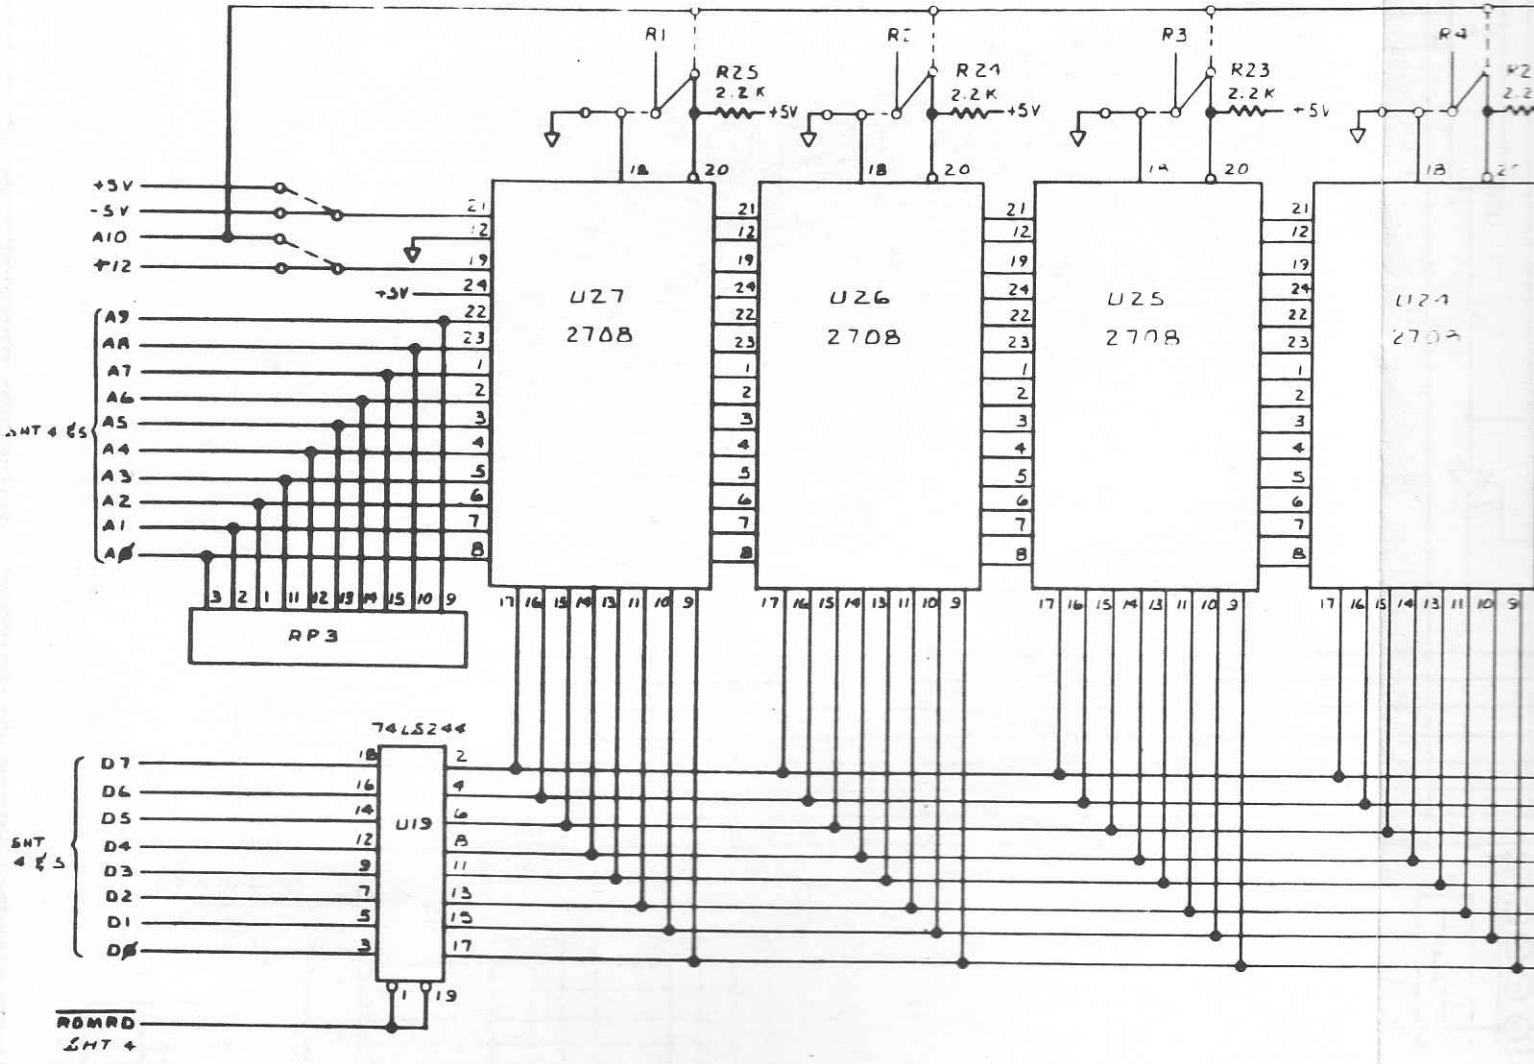 R1
R3
R4
R25
2.2K
+5V
R24
2.2K
+5V
R23
2.2K
+5V
18
20
18
20
20
18
+5V
-5V
A10
+12
+5V
21
12
19
24
22
23
1
2
3
4
5
6
7
8
U27
2708
21
12
19
24
22
23
1
2
3
4
5
6
7
8
U26
2708
21
12
19
24
22
23
1
2
3
4
5
6
7
8
U25
2708
21
12
19
24
22
23
1
2
3
4
5
6
7
8
U24
2708
SHT 4 & 5
A9
A8
A7
A6
A5
A4
A3
A2
A1
AØ
3 2 1 11 12 13 14 15 10 9
RP3
17 16 15 14 13 11 10 9
17 16 15 14 13 11 10 9
17 16 15 14 13 11 10 9
17 16 15 14 13 11 10 9
74LS244
U19
SHT
4 & 5
D7 18 2
D6 16 4
D5 14 6
D4 12 8
D3 9 11
D2 7 13
D1 5 15
DØ 3 17
1 19
ROMRD
SHT 4